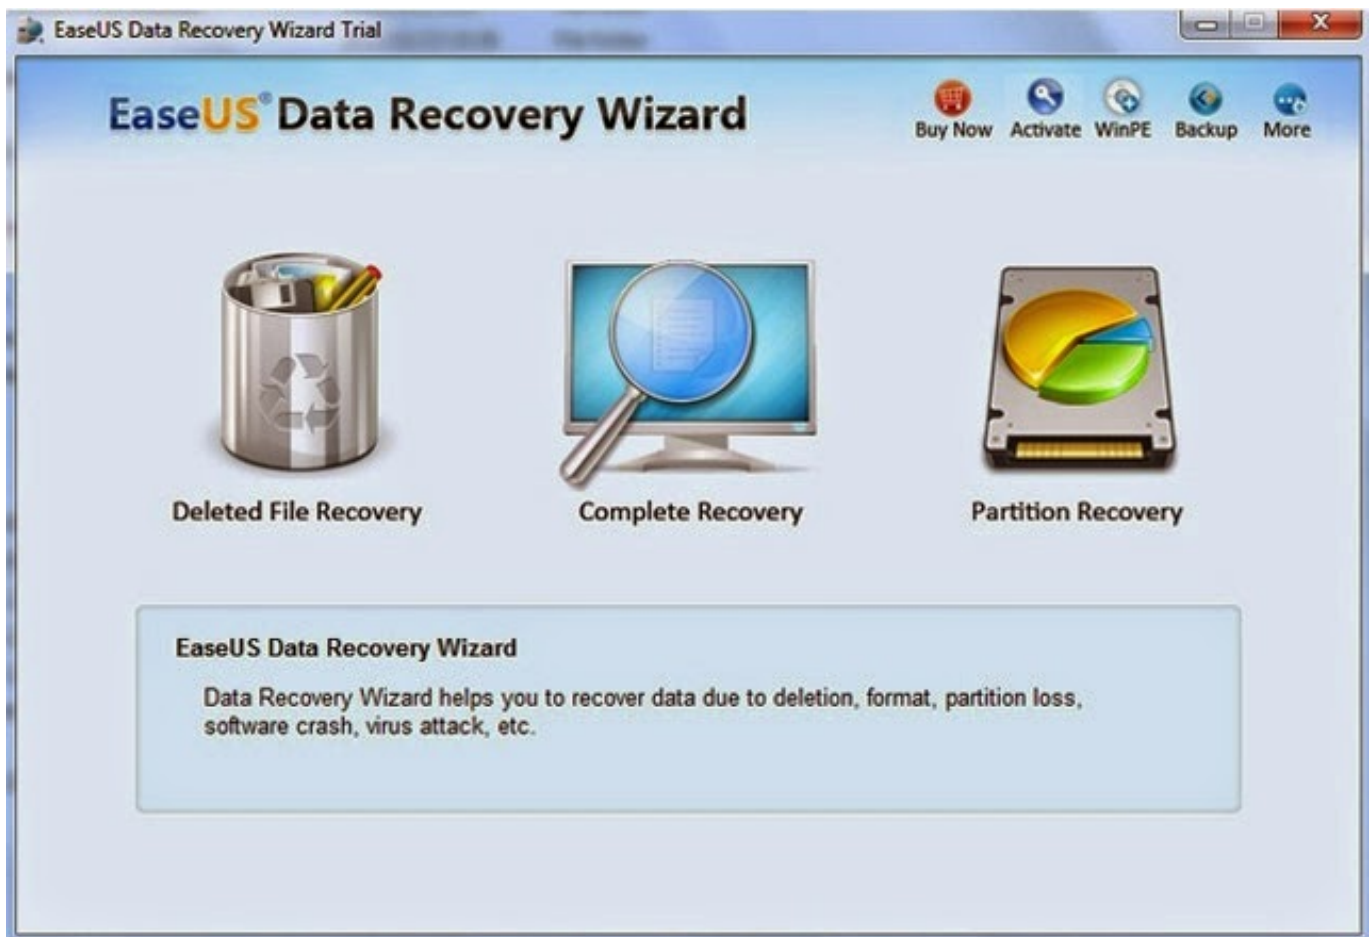 EaseUS Data Recovery Wizard Trial
EaseUS® Data Recovery Wizard
Buy Now Activate WinPE Backup More
Deleted File Recovery Complete Recovery Partition Recovery
EaseUS Data Recovery Wizard
Data Recovery Wizard helps you to recover data due to deletion, format, partition loss,
software crash, virus attack, etc.